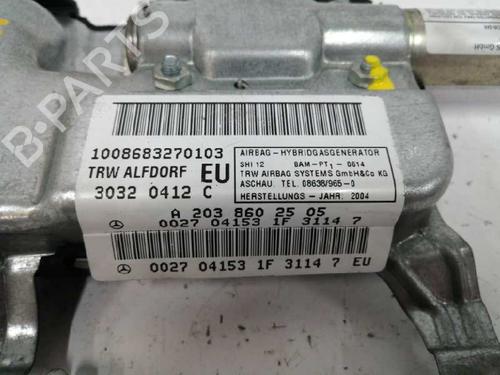 1008683270103
TRW ALFDORF EU
3032 0412 C
A 203 860 25 05
0027 04153 1F 3114 7
0027 04153 1F 3114 7 EU
AIRBAG - HYBRIDGASGENERATOR
SHI 12 BAM-PT1 - 0514
TRW AIRBAG SYSTEMS GmbH&Co KG
ASCHAU. TEL. 08638/965-0
HERSTELLUNGS - JAHR: 2004
B-PARTS